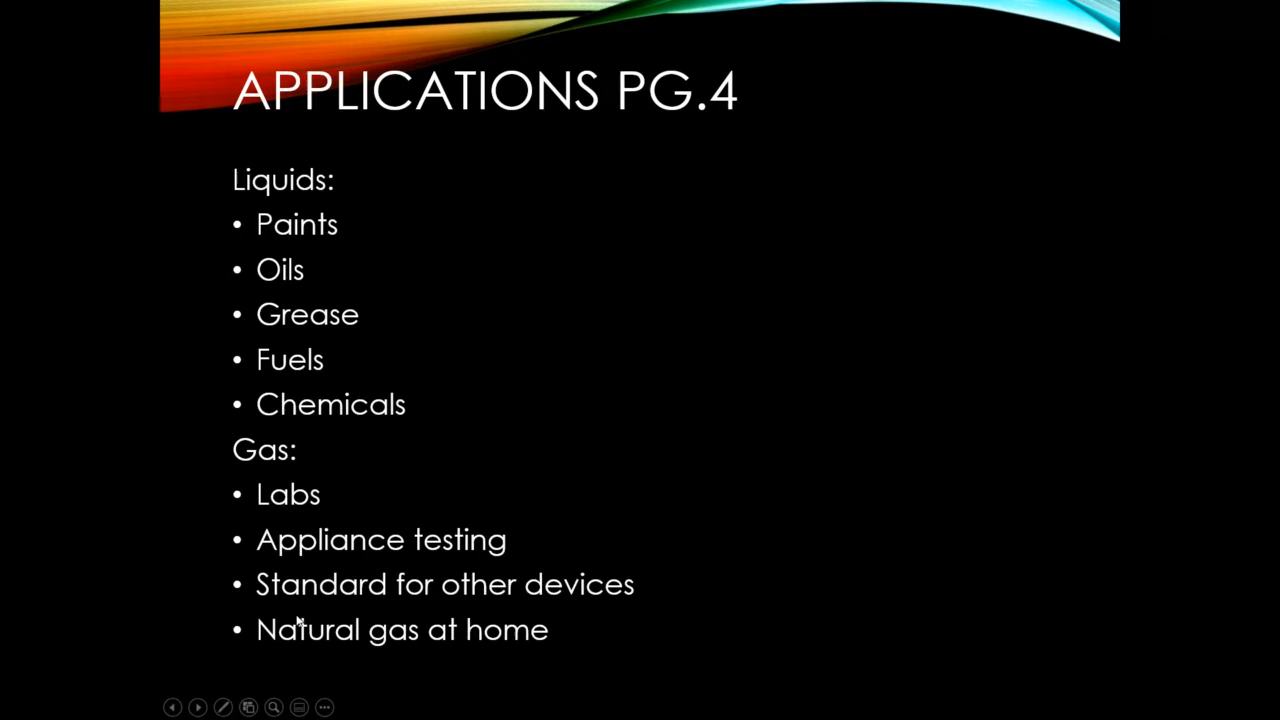 APPLICATIONS PG.4
Liquids:
• Paints
• Oils
• Grease
• Fuels
• Chemicals
Gas:
• Labs
• Appliance testing
• Standard for other devices
• Natural gas at home